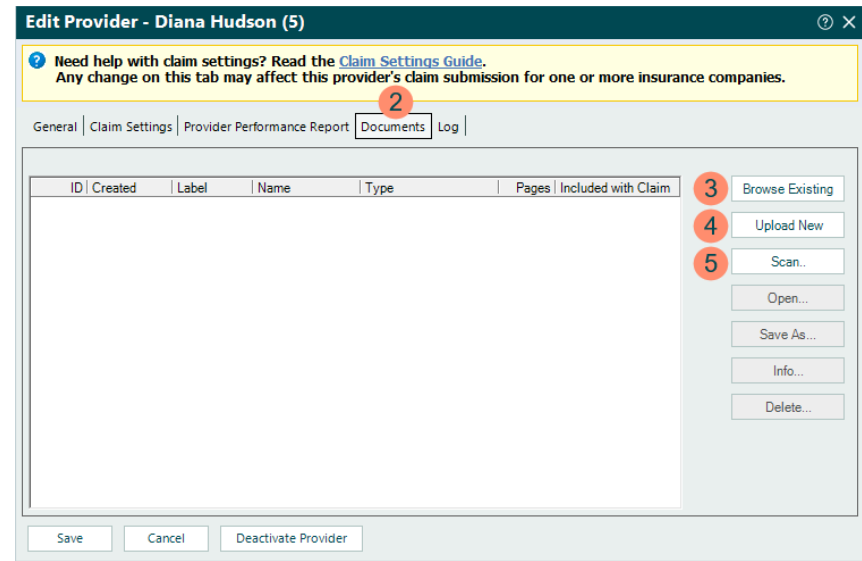 Edit Provider - Diana Hudson (5)
Need help with claim settings? Read the Claim Settings Guide.
Any change on this tab may affect this provider's claim submission for one or more insurance companies.
2
General Claim Settings Provider Performance Report Documents Log
ID Created Label Name Type Pages Included with Claim
3 Browse Existing
4 Upload New
5 Scan..
Open...
Save As...
Info...
Delete...
Save Cancel Deactivate Provider